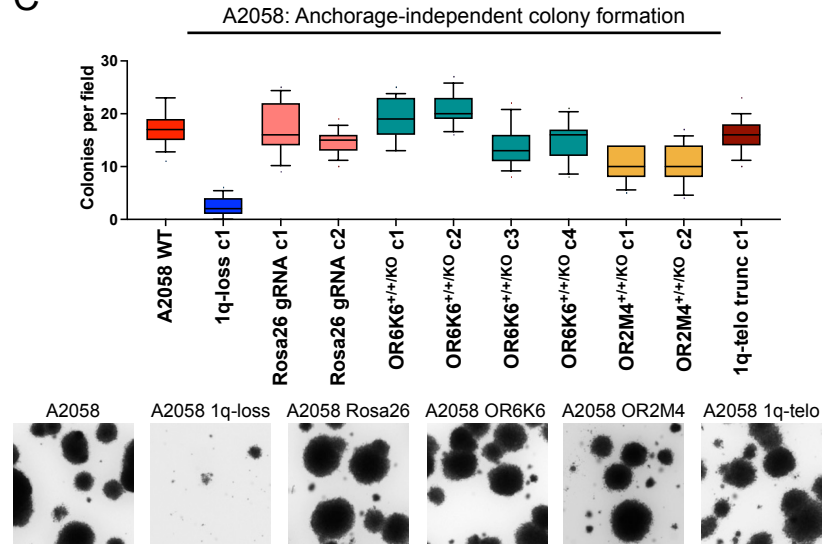 C
A2058: Anchorage-independent colony formation
Colonies per field
30
20
10
0
A2058 WT
1q-loss c1
Rosa26 gRNA c1
Rosa26 gRNA c2
OR6K6+/+/KO c1
OR6K6+/+/KO c2
OR6K6+/+/KO c3
OR6K6+/+/KO c4
OR2M4+/+/KO c1
OR2M4+/+/KO c2
1q-telo trunc c1
A2058 A2058 1q-loss A2058 Rosa26 A2058 OR6K6 A2058 OR2M4 A2058 1q-telo